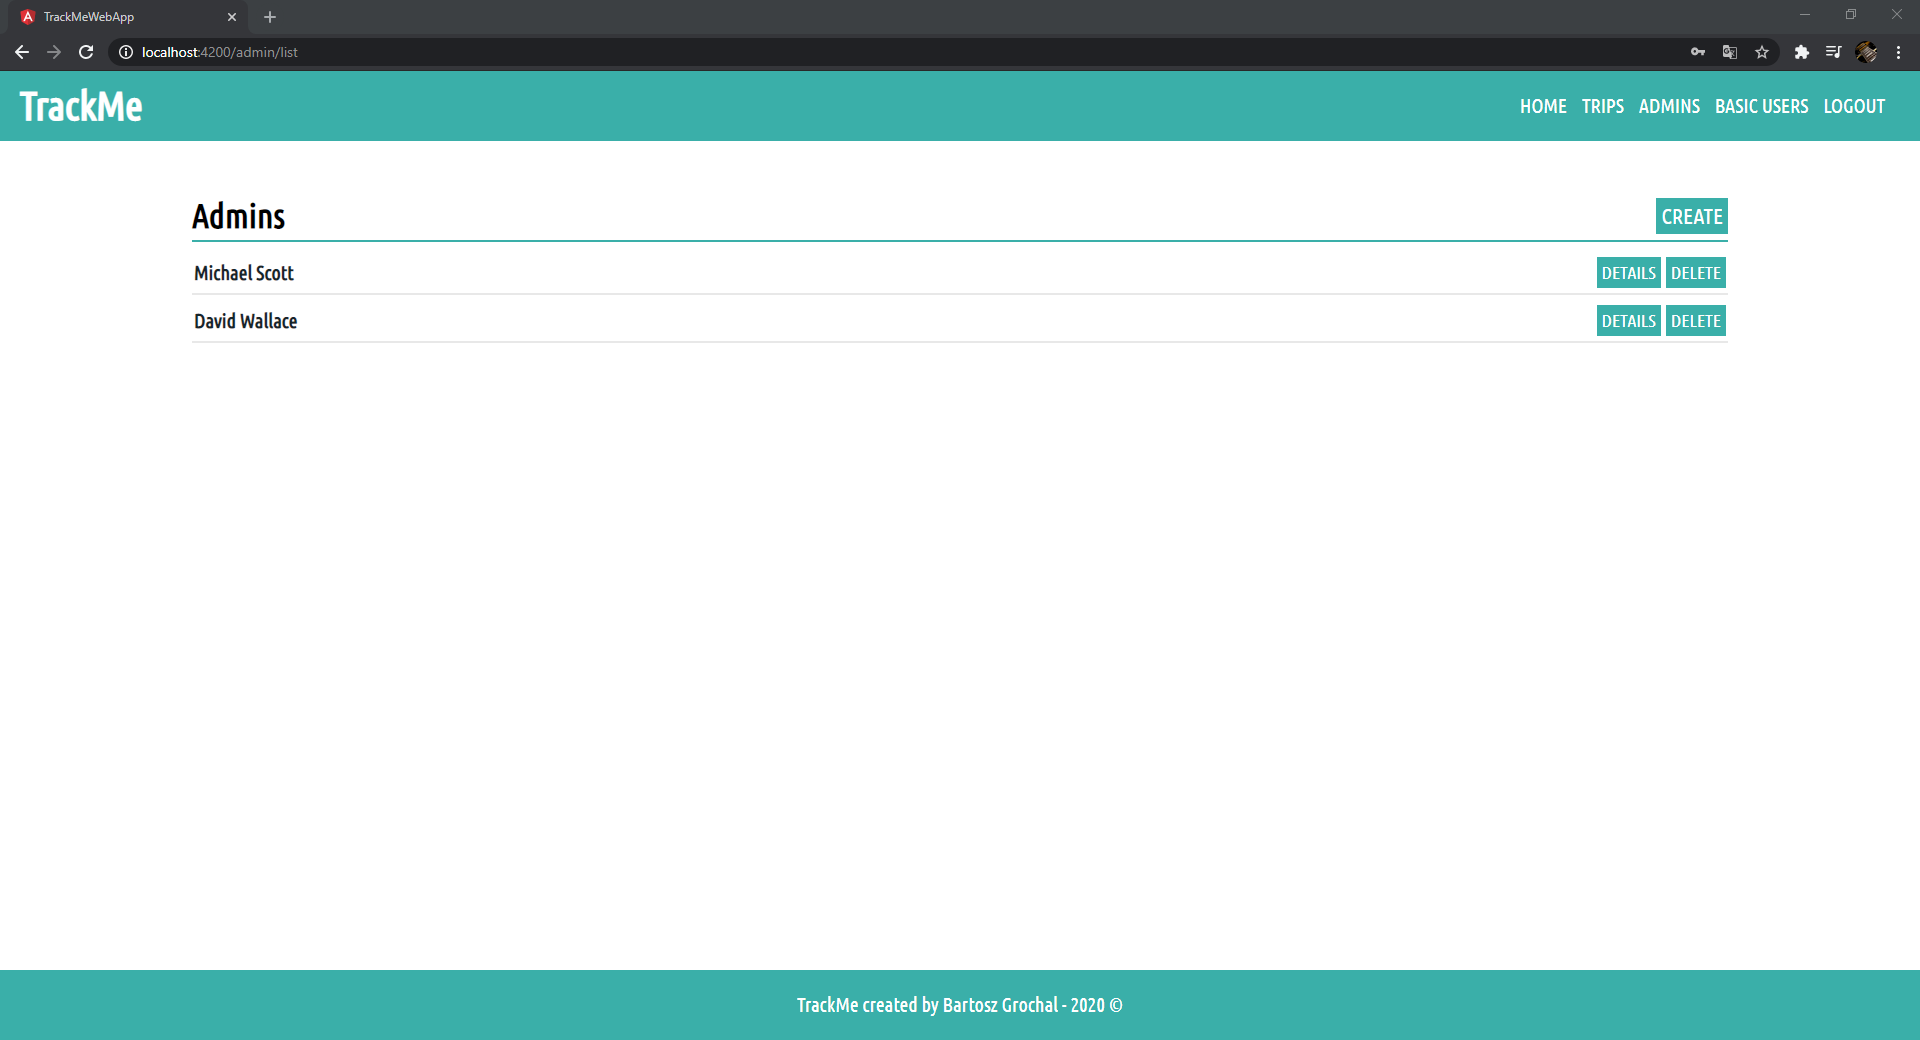 TrackMeWebApp
localhost:4200/admin/list
TrackMe
HOME TRIPS ADMINS BASIC USERS LOGOUT
Admins CREATE
Michael Scott DETAILS DELETE
David Wallace DETAILS DELETE
TrackMe created by Bartosz Grochal - 2020 ©